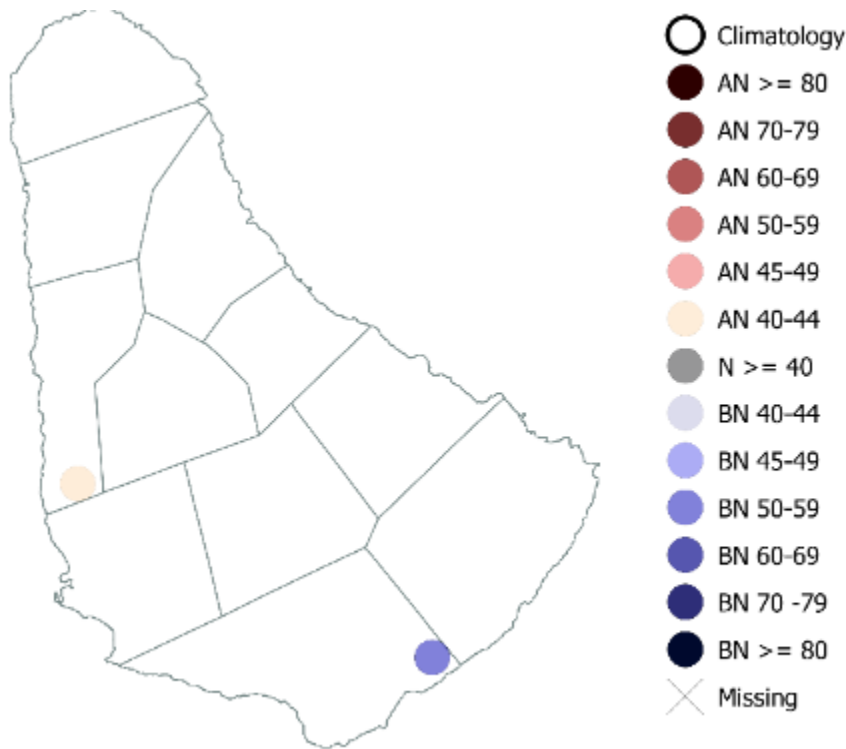 Climatology
AN >= 80
AN 70-79
AN 60-69
AN 50-59
AN 45-49
AN 40-44
N >= 40
BN 40-44
BN 45-49
BN 50-59
BN 60-69
BN 70 -79
BN >= 80
Missing